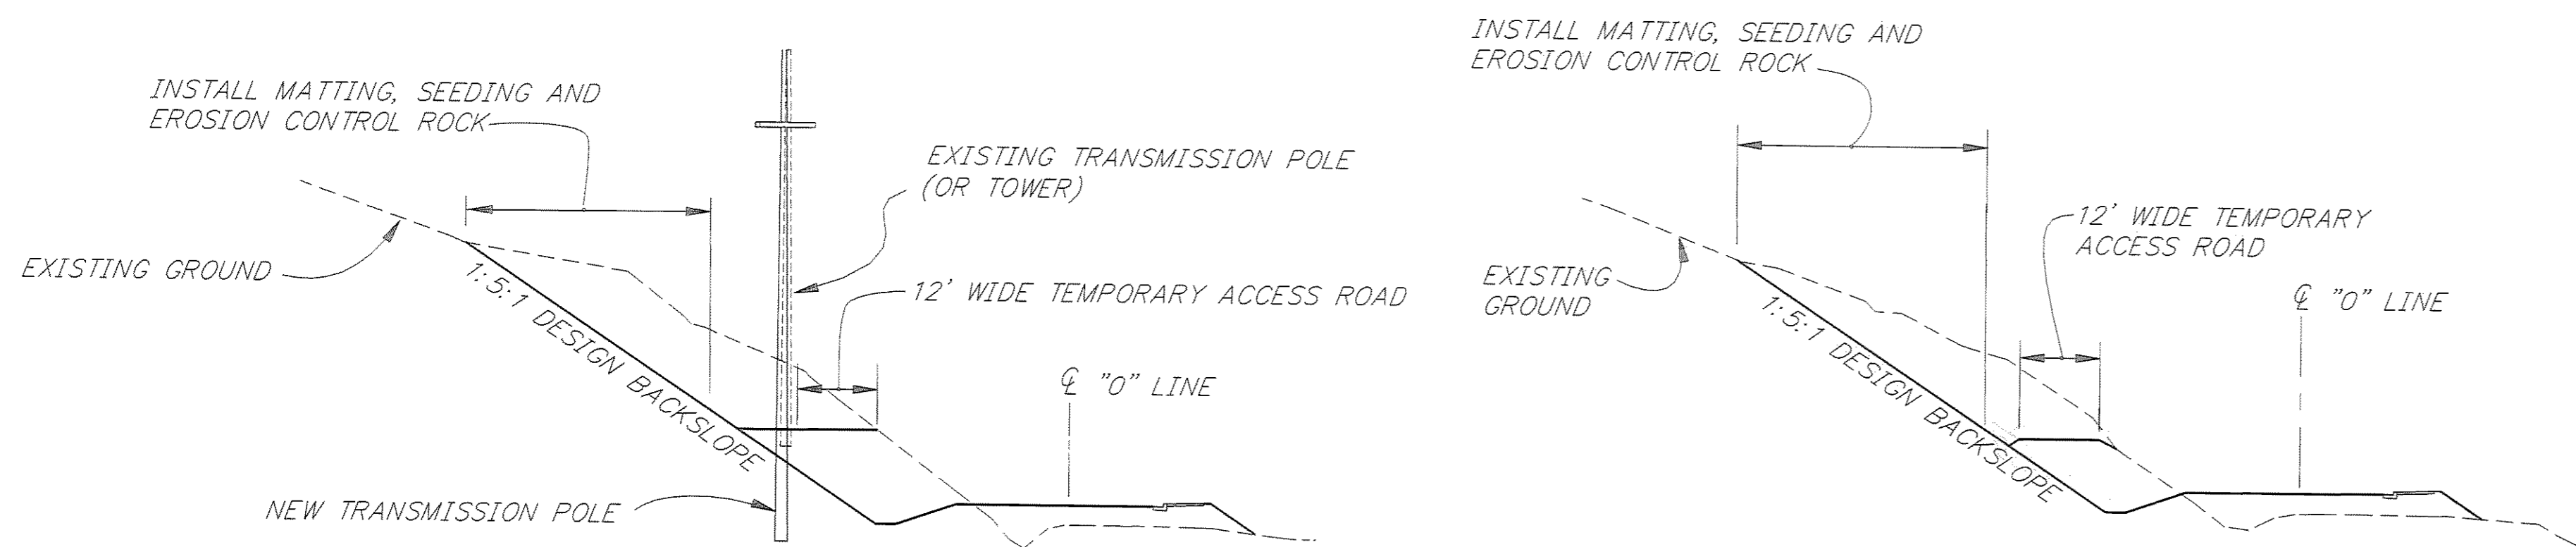 INSTALL MATTING, SEEDING AND
EROSION CONTROL ROCK
EXISTING TRANSMISSION POLE
(OR TOWER)
EXISTING GROUND
12' WIDE TEMPORARY ACCESS ROAD
1:5:1 DESIGN BACKSLOPE
℄ "O" LINE
NEW TRANSMISSION POLE
INSTALL MATTING, SEEDING AND
EROSION CONTROL ROCK
12' WIDE TEMPORARY
ACCESS ROAD
EXISTING
GROUND
1:5:1 DESIGN BACKSLOPE
℄ "O" LINE